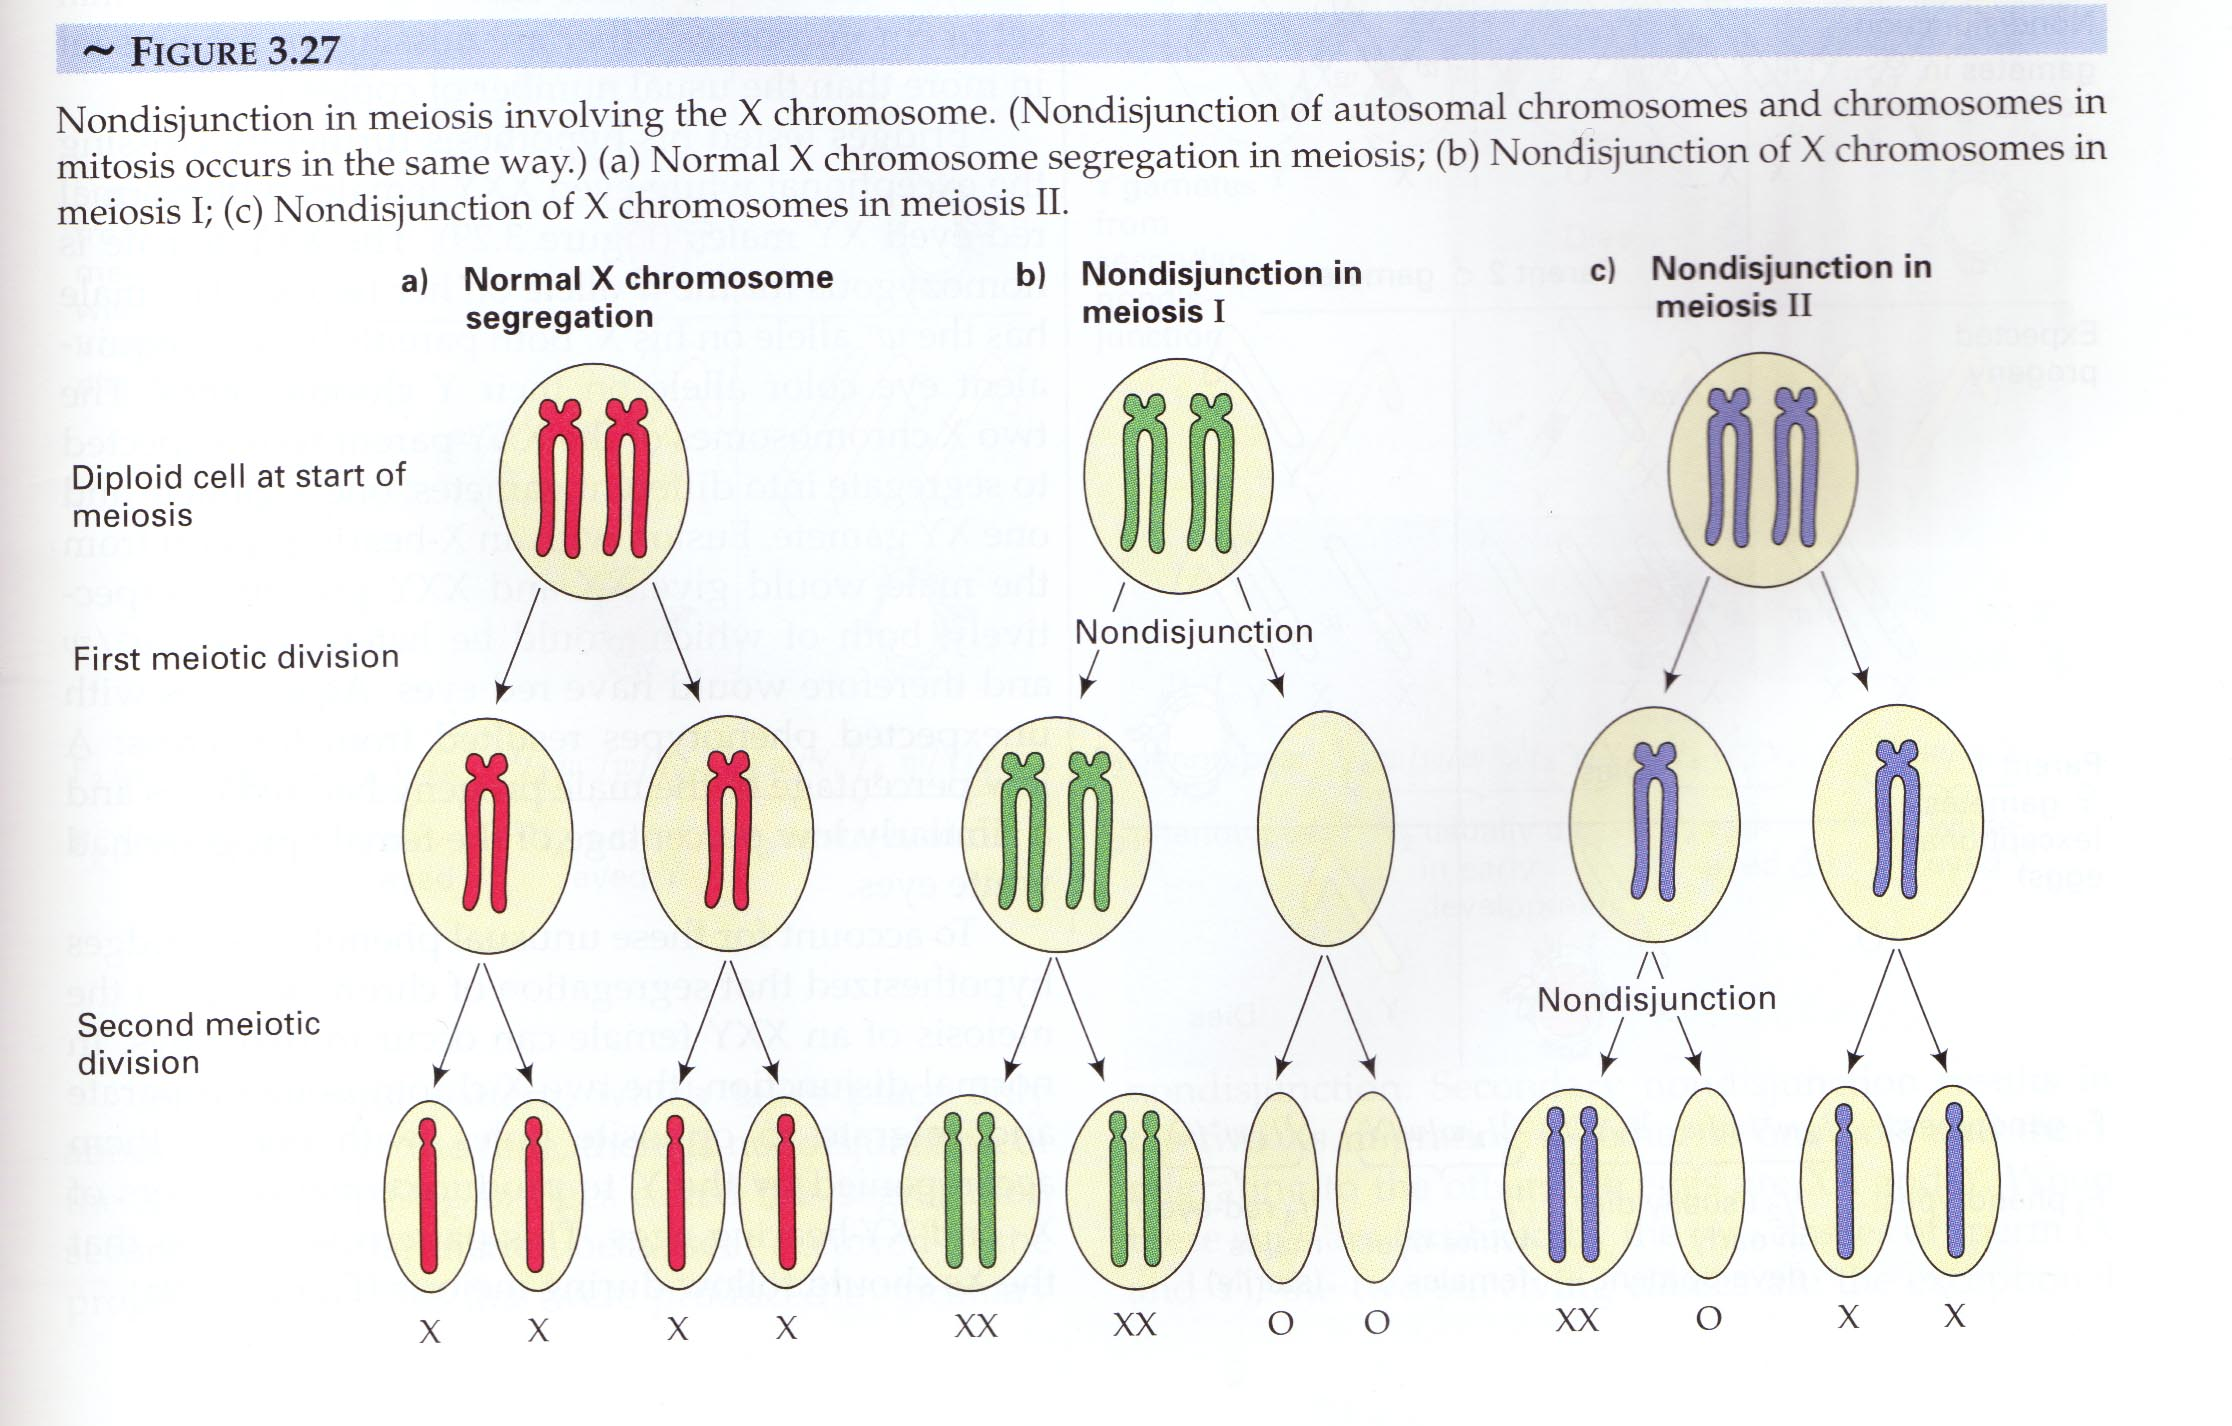 ~ FIGURE 3.27
Nondisjunction in meiosis involving the X chromosome. (Nondisjunction of autosomal chromosomes and chromosomes in
mitosis occurs in the same way.) (a) Normal X chromosome segregation in meiosis; (b) Nondisjunction of X chromosomes in
meiosis I; (c) Nondisjunction of X chromosomes in meiosis II.
a) Normal X chromosome
segregation
b) Nondisjunction in
meiosis I
c) Nondisjunction in
meiosis II
Diploid cell at start of
meiosis
First meiotic division
Nondisjunction
Second meiotic
division
Nondisjunction
X X X X XX XX O O XX O X X